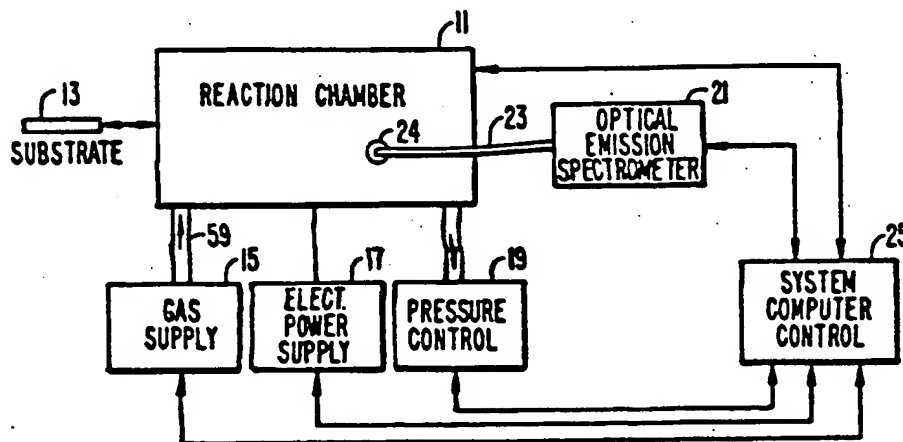 11
REACTION CHAMBER
13
SUBSTRATE
24
23
21
OPTICAL
EMISSION
SPECTROMETER
59
15
GAS
SUPPLY
17
ELECT.
POWER
SUPPLY
19
PRESSURE
CONTROL
25
SYSTEM
COMPUTER
CONTROL